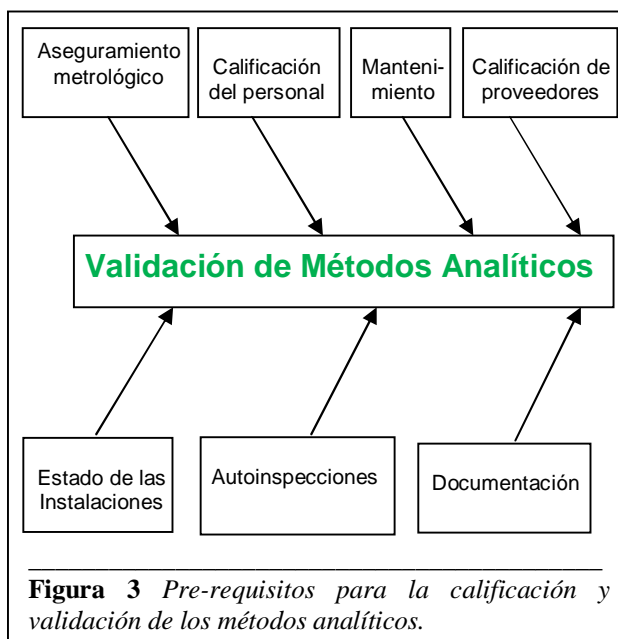 Aseguramiento
metrológico
Calificación
del personal
Manteni-
miento
Calificación de
proveedores
Validación de Métodos Analíticos
Estado de las
Instalaciones
Autoinspecciones
Documentación
Figura 3 Pre-requisitos para la calificación y
validación de los métodos analíticos.